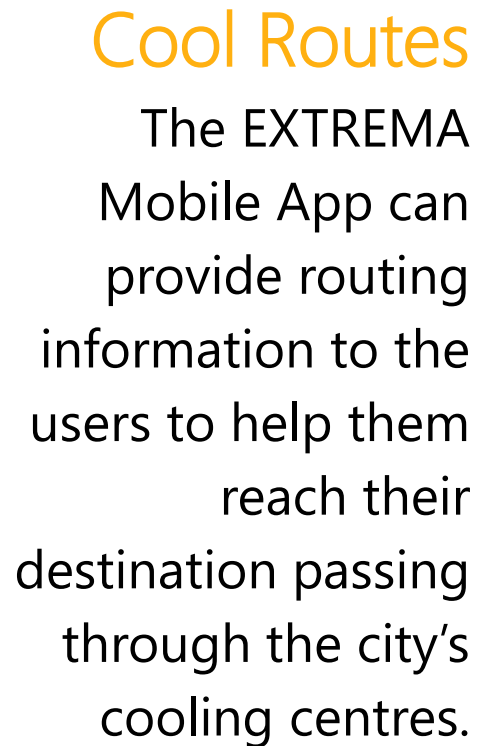 Cool Routes
The EXTREMA
Mobile App can
provide routing
information to the
users to help them
reach their
destination passing
through the city’s
cooling centres.